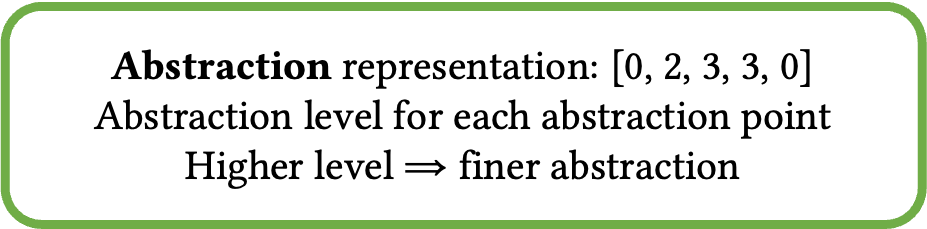 Abstraction representation: [0, 2, 3, 3, 0]
Abstraction level for each abstraction point
Higher level ⟹ finer abstraction